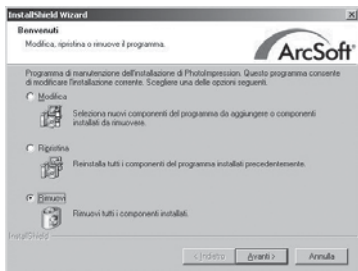 InstallShield Wizard
Benvenuti
Modifica, ripristina o rimuove il programma.
ArcSoft
Programma di manutenzione dell'installazione di PhotoImpression. Questo programma consente
di modificare l'installazione corrente. Scegliere una delle opzioni seguenti.
Modifica
Seleziona nuovi componenti del programma da aggiungere o componenti
installati da rimuovere.
Ripristina
Reinstalla tutti i componenti del programma installati precedentemente.
Rimuovi
Rimuovi tutti i componenti installati.
InstallShield
< Indietro
Avanti >
Annulla